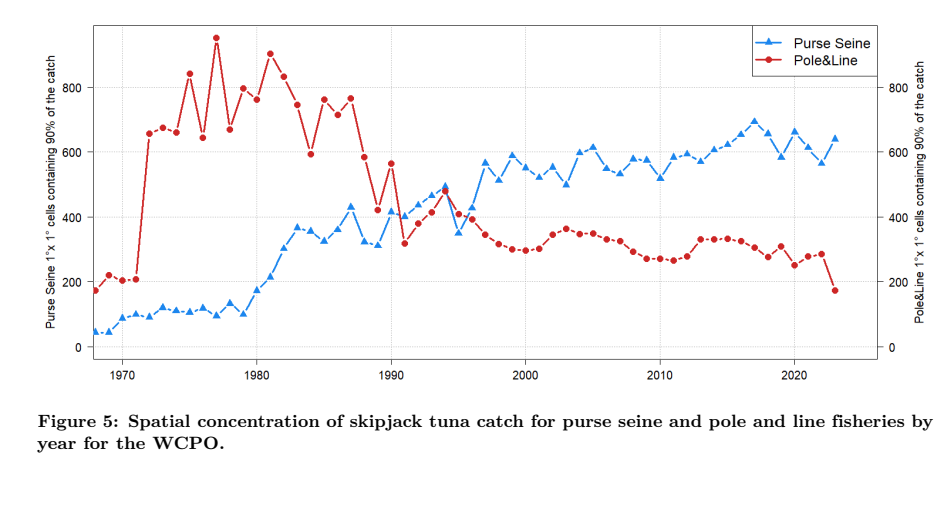 Purse Seine
Pole&Line
Purse Seine 1°x 1° cells containing 90% of the catch
800
600
400
200
0
800
600
400
200
0
Pole&Line 1°x 1° cells containing 90% of the catch
1970 1980 1990 2000 2010 2020
Figure 5: Spatial concentration of skipjack tuna catch for purse seine and pole and line fisheries by
year for the WCPO.